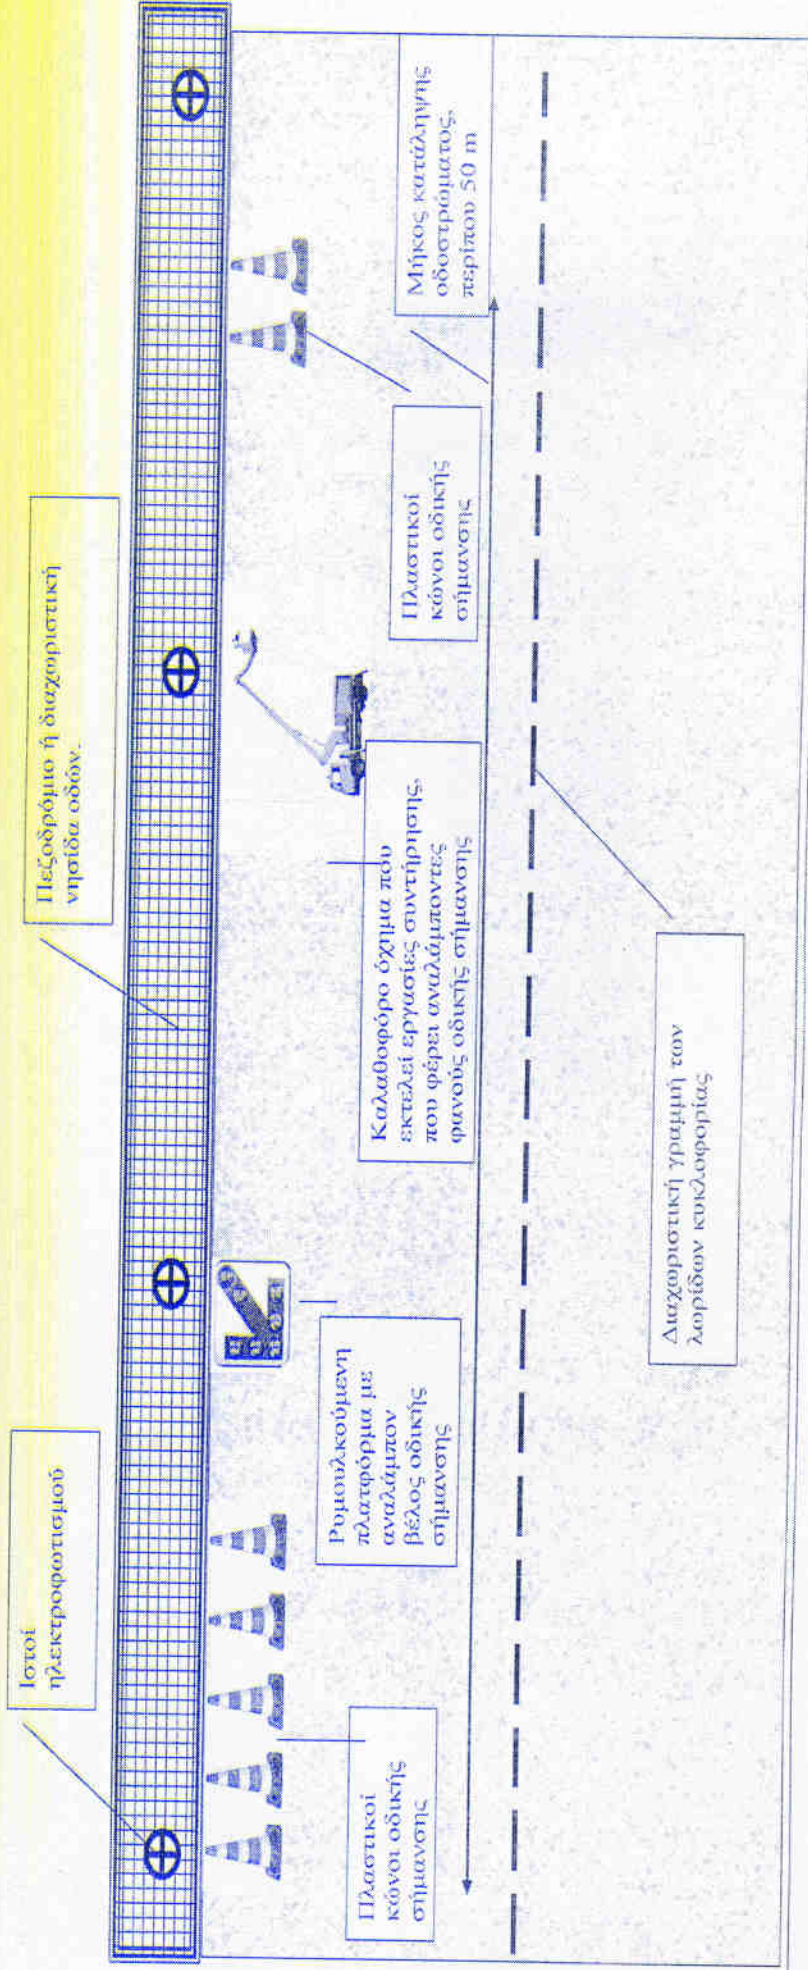 Ιστοί
ηλεκτροφωτισμού
Πεζοδρόμιο ή διαχωριστική
νησίδα οδών.
Πλαστικοί
κώνοι οδικής
σήμανσης
Ρυμουλκούμενη
πλατφόρμα με
αναλάμπον
βέλος οδικής
σήμανσης
Καλαθοφόρο όχημα που
εκτελεί εργασίες συντήρησης,
που φέρει αναλάμποντες
φανούς οδικής σήμανσης
Πλαστικοί
κώνοι οδικής
σήμανσης
Μήκος κατάληψης
οδοστρώματος,
περίπου 50 m
Διαχωριστική γραμμή των
λορίδων κυκλοφορίας